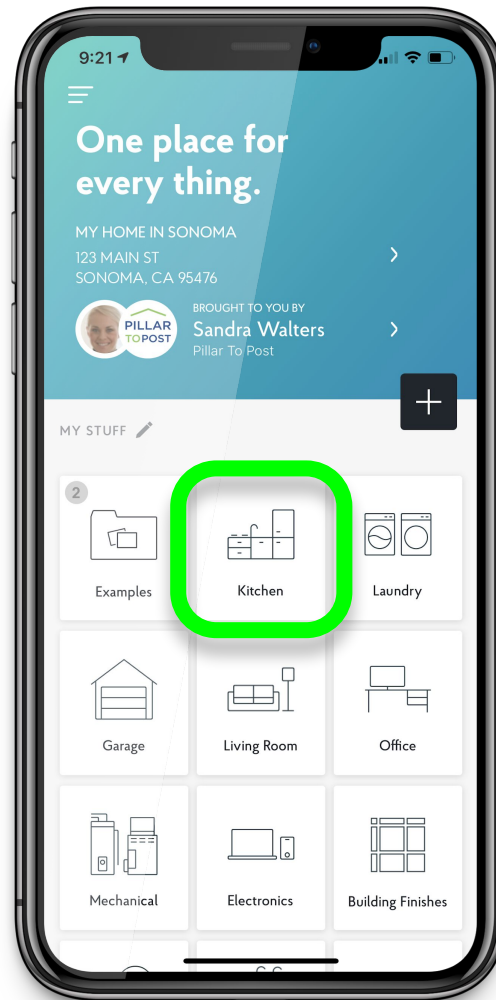 9:21
One place for
every thing.
MY HOME IN SONOMA
123 MAIN ST
SONOMA, CA 95476
PILLAR
TOPOST
BROUGHT TO YOU BY
Sandra Walters
Pillar To Post
MY STUFF
2
Examples
Kitchen
Laundry
Garage
Living Room
Office
Mechanical
Electronics
Building Finishes